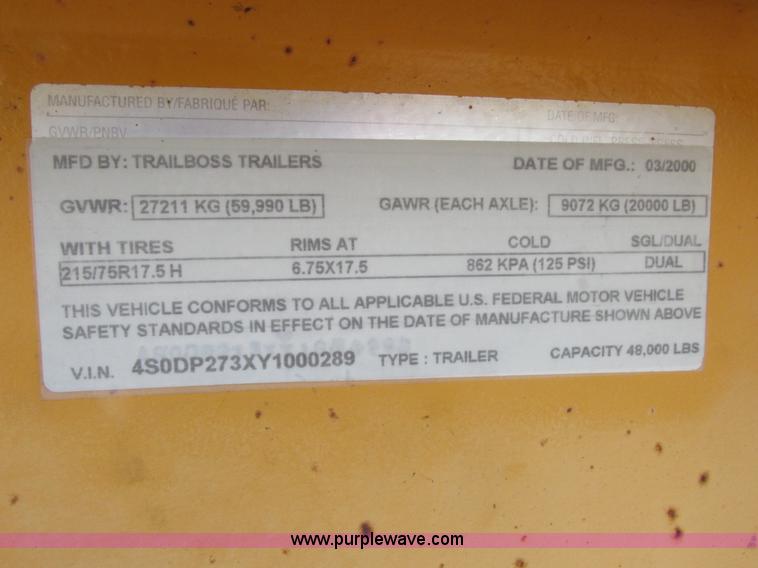 MANUFACTURED BY/FABRIQUÉ PAR: DATE OF MFG:
GVWR/PNBV
MFD BY: TRAILBOSS TRAILERS DATE OF MFG.: 03/2000
GVWR: 27211 KG (59,990 LB) GAWR (EACH AXLE): 9072 KG (20000 LB)
WITH TIRES RIMS AT COLD SGL/DUAL
215/75R17.5 H 6.75X17.5 862 KPA (125 PSI) DUAL
THIS VEHICLE CONFORMS TO ALL APPLICABLE U.S. FEDERAL MOTOR VEHICLE
SAFETY STANDARDS IN EFFECT ON THE DATE OF MANUFACTURE SHOWN ABOVE
V.I.N. 4S0DP273XY1000289 TYPE : TRAILER CAPACITY 48,000 LBS
www.purplewave.com